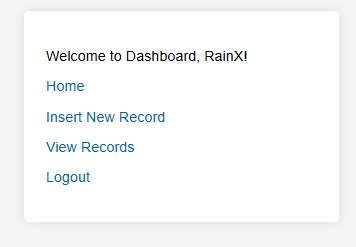 Welcome to Dashboard, RainX!
Home
Insert New Record
View Records
Logout